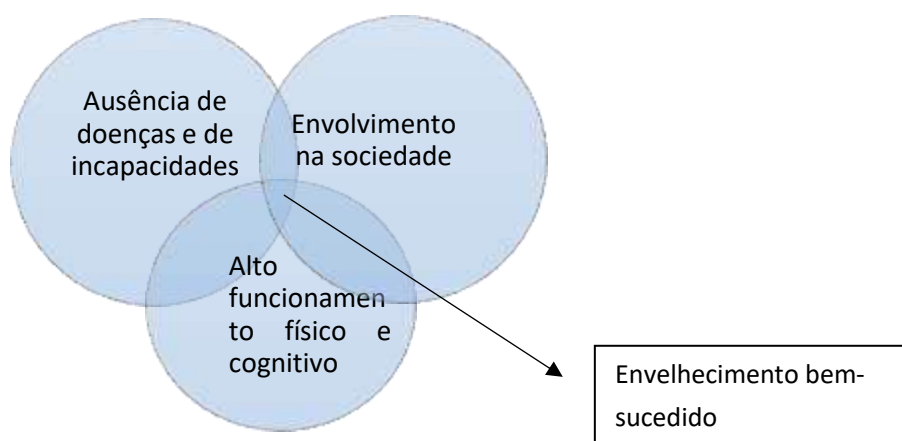 Ausência de
doenças e de
incapacidades
Envolvimento
na sociedade
Alto
funcionamen
to físico e
cognitivo
Envelhecimento bem-
sucedido